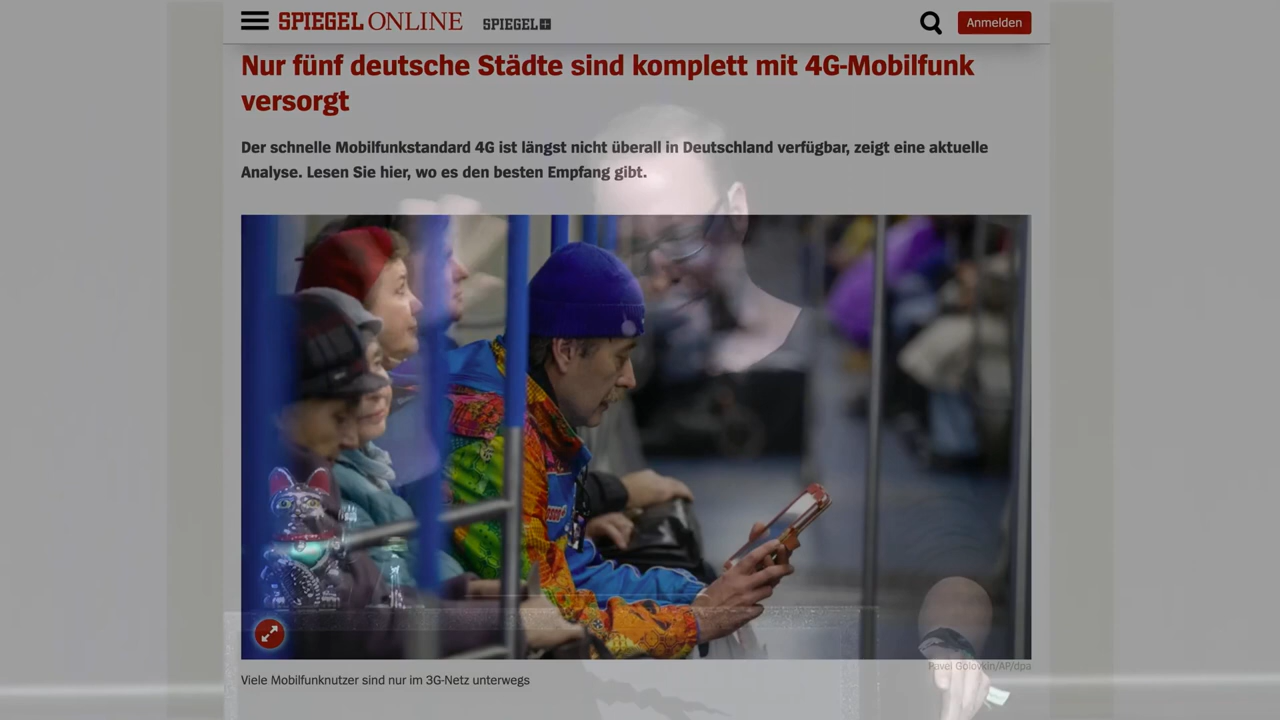 SPIEGEL ONLINE SPIEGEL+ Anmelden
Nur fünf deutsche Städte sind komplett mit 4G-Mobilfunk
versorgt
Der schnelle Mobilfunkstandard 4G ist längst nicht überall in Deutschland verfügbar, zeigt eine aktuelle
Analyse. Lesen Sie hier, wo es den besten Empfang gibt.
Pavel Golovkin/AP/dpa
Viele Mobilfunknutzer sind nur im 3G-Netz unterwegs